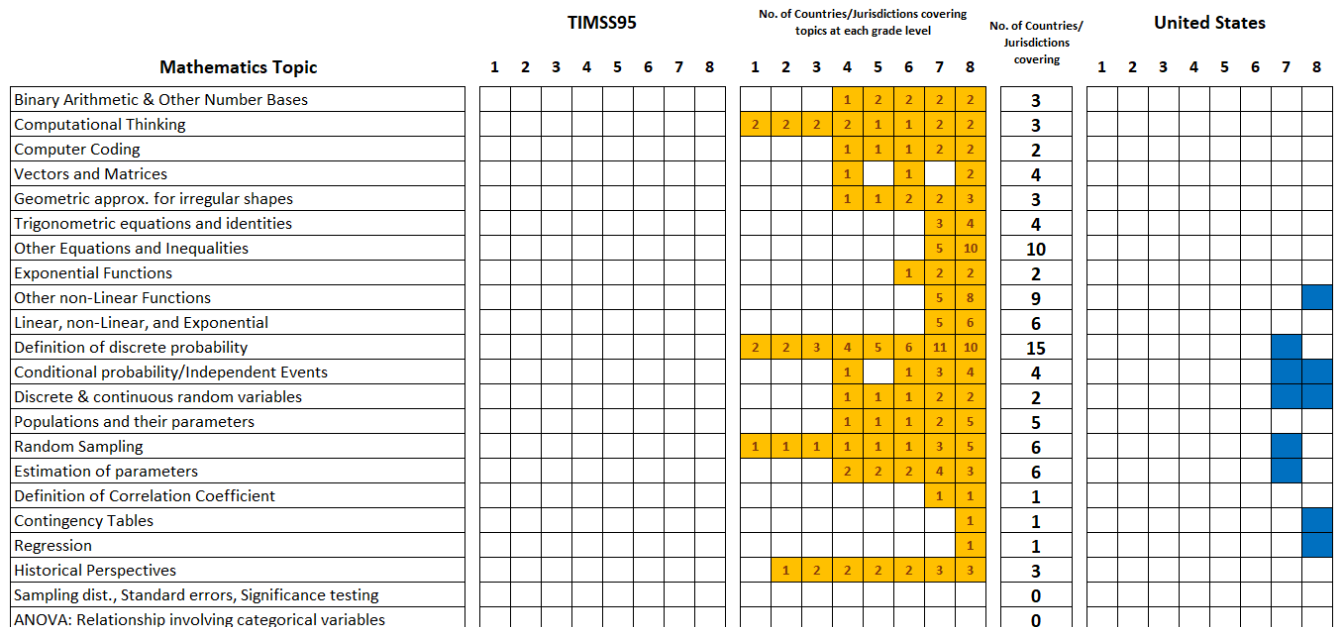 TIMSS95
No. of Countries/Jurisdictions covering
topics at each grade level
No. of Countries/
Jurisdictions
covering
United States
Mathematics Topic 1 2 3 4 5 6 7 8 1 2 3 4 5 6 7 8 1 2 3 4 5 6 7 8
Binary Arithmetic & Other Number Bases 1 2 2 2 2 3
Computational Thinking 2 2 2 2 1 1 2 2 3
Computer Coding 1 1 1 2 2 2
Vectors and Matrices 1 1 2 4
Geometric approx. for irregular shapes 1 1 2 2 3 3
Trigonometric equations and identities 3 4 4
Other Equations and Inequalities 5 10 10
Exponential Functions 1 2 2 2
Other non-Linear Functions 5 8 9
Linear, non-Linear, and Exponential 5 6 6
Definition of discrete probability 2 2 3 4 5 6 11 10 15
Conditional probability/Independent Events 1 1 3 4 4
Discrete & continuous random variables 1 1 1 2 2 2
Populations and their parameters 1 1 1 2 5 5
Random Sampling 1 1 1 1 1 1 3 5 6
Estimation of parameters 2 2 2 4 3 6
Definition of Correlation Coefficient 1 1 1
Contingency Tables 1 1
Regression 1 1
Historical Perspectives 1 2 2 2 2 3 3 3
Sampling dist., Standard errors, Significance testing 0
ANOVA: Relationship involving categorical variables 0